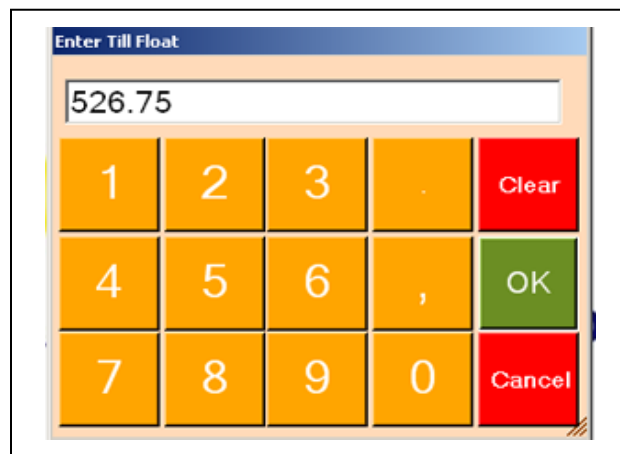 Enter Till Float
526.75
1 2 3 . Clear
4 5 6 , OK
7 8 9 0 Cancel